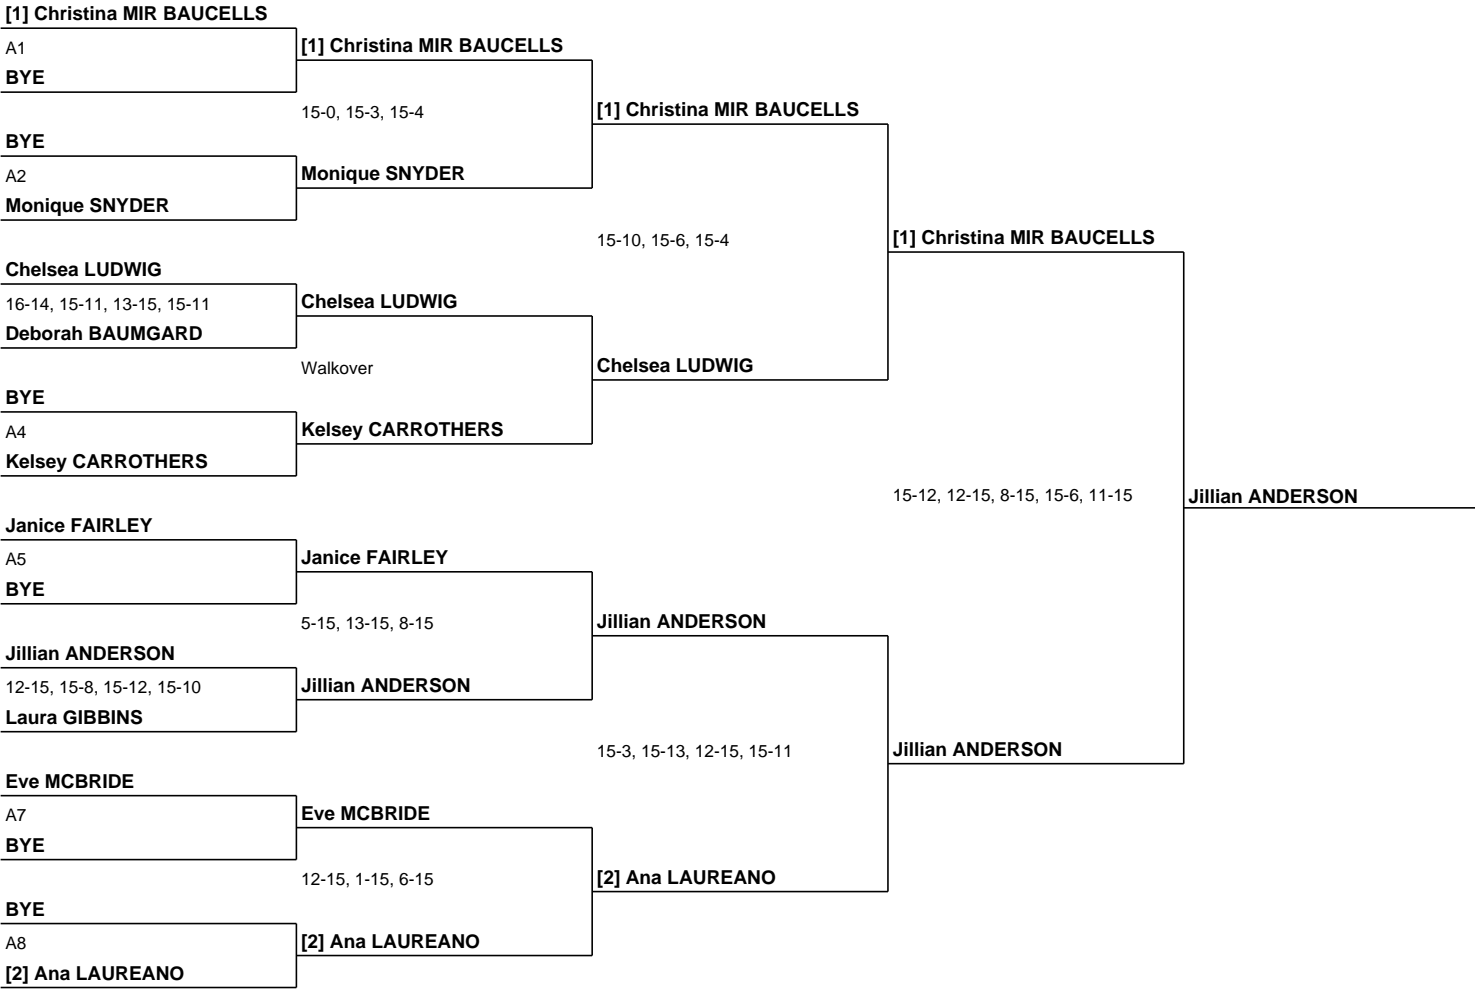 [1] Christina MIR BAUCELLS
A1
BYE
BYE
A2
Monique SNYDER
Chelsea LUDWIG
16-14, 15-11, 13-15, 15-11
Deborah BAUMGARD
BYE
A4
Kelsey CARROTHERS
Janice FAIRLEY
A5
BYE
Jillian ANDERSON
12-15, 15-8, 15-12, 15-10
Laura GIBBINS
Eve MCBRIDE
A7
BYE
BYE
A8
[2] Ana LAUREANO
[1] Christina MIR BAUCELLS
15-0, 15-3, 15-4
Monique SNYDER
Chelsea LUDWIG
Walkover
Kelsey CARROTHERS
Janice FAIRLEY
5-15, 13-15, 8-15
Jillian ANDERSON
Eve MCBRIDE
12-15, 1-15, 6-15
[2] Ana LAUREANO
[1] Christina MIR BAUCELLS
15-10, 15-6, 15-4
Chelsea LUDWIG
Jillian ANDERSON
15-3, 15-13, 12-15, 15-11
[2] Ana LAUREANO
[1] Christina MIR BAUCELLS
15-12, 12-15, 8-15, 15-6, 11-15
Jillian ANDERSON
Jillian ANDERSON